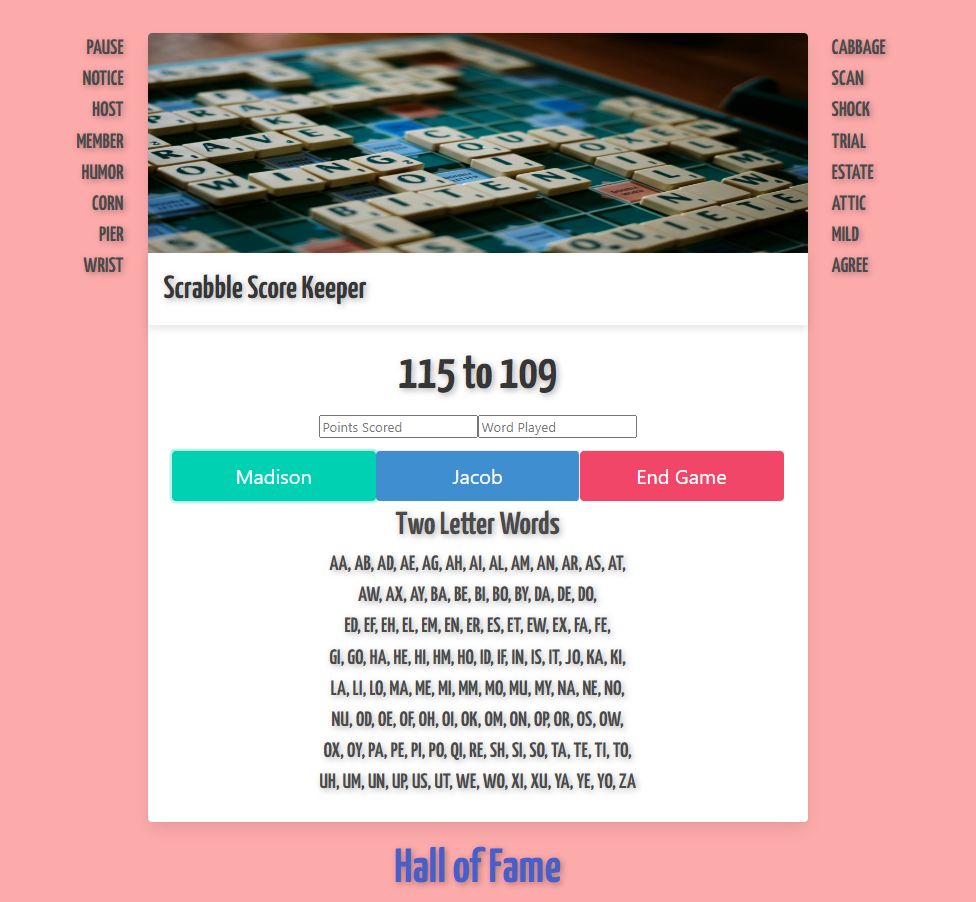 PAUSE
NOTICE
HOST
MEMBER
HUMOR
CORN
PIER
WRIST
CABBAGE
SCAN
SHOCK
TRIAL
ESTATE
ATTIC
MILD
AGREE
WING
BITEN
QUIETE
Scrabble Score Keeper
115 to 109
Points Scored
Word Played
Madison
Jacob
End Game
Two Letter Words
AA, AB, AD, AE, AG, AH, AI, AL, AM, AN, AR, AS, AT,
AW, AX, AY, BA, BE, BI, BO, BY, DA, DE, DO,
ED, EF, EH, EL, EM, EN, ER, ES, ET, EW, EX, FA, FE,
GI, GO, HA, HE, HI, HM, HO, ID, IF, IN, IS, IT, JO, KA, KI,
LA, LI, LO, MA, ME, MI, MM, MO, MU, MY, NA, NE, NO,
NU, OD, OE, OF, OH, OI, OK, OM, ON, OP, OR, OS, OW,
OX, OY, PA, PE, PI, PO, QI, RE, SH, SI, SO, TA, TE, TI, TO,
UH, UM, UN, UP, US, UT, WE, WO, XI, XU, YA, YE, YO, ZA
Hall of Fame